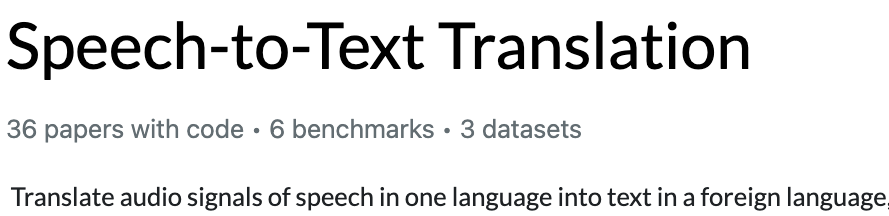 Speech-to-Text Translation
36 papers with code • 6 benchmarks • 3 datasets
Translate audio signals of speech in one language into text in a foreign language,